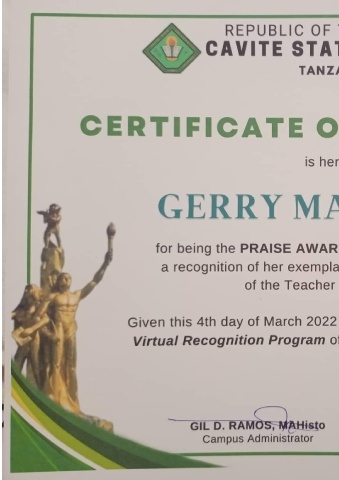 REPUBLIC OF
CAVITE STAT
TANZA
CERTIFICATE O
is her
GERRY MA
for being the PRAISE AWAR
a recognition of her exempla
of the Teacher
Given this 4th day of March 2022
Virtual Recognition Program of
GIL D. RAMOS, MAHisto
Campus Administrator